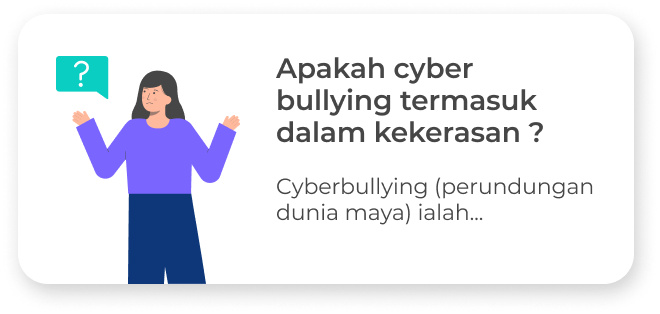 ?
Apakah cyber
bullying termasuk
dalam kekerasan ?
Cyberbullying (perundungan
dunia maya) ialah...